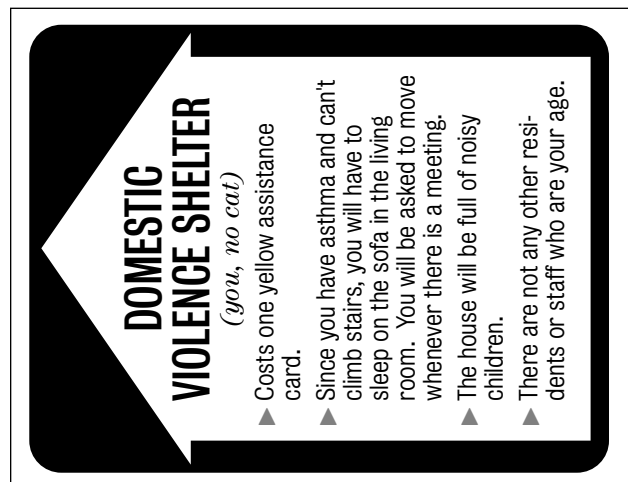 DOMESTIC
VIOLENCE SHELTER
(you, no cat)
▶ Costs one yellow assistance
card.
▶ Since you have asthma and can't
climb stairs, you will have to
sleep on the sofa in the living
room. You will be asked to move
whenever there is a meeting.
▶ The house will be full of noisy
children.
▶ There are not any other resi-
dents or staff who are your age.